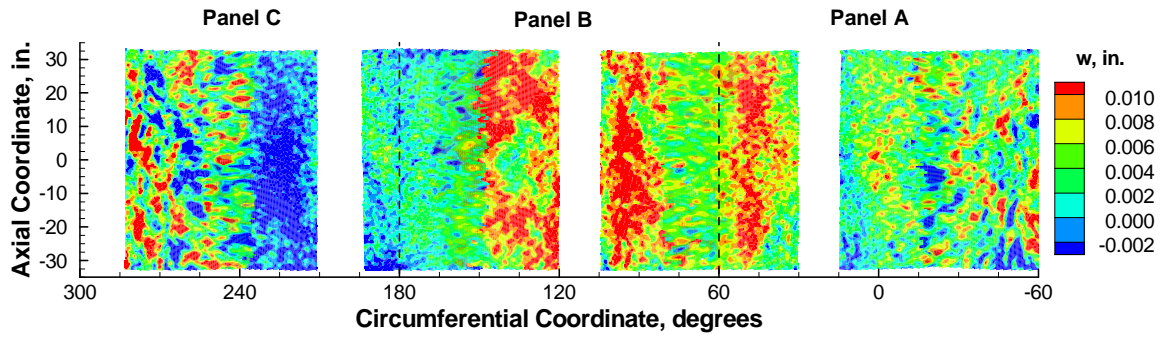 Panel C Panel B Panel A
Axial Coordinate, in.
30
20
10
0
-10
-20
-30
300 240 180 120 60 0 -60
Circumferential Coordinate, degrees
w, in.
0.010
0.008
0.006
0.004
0.002
0.000
-0.002